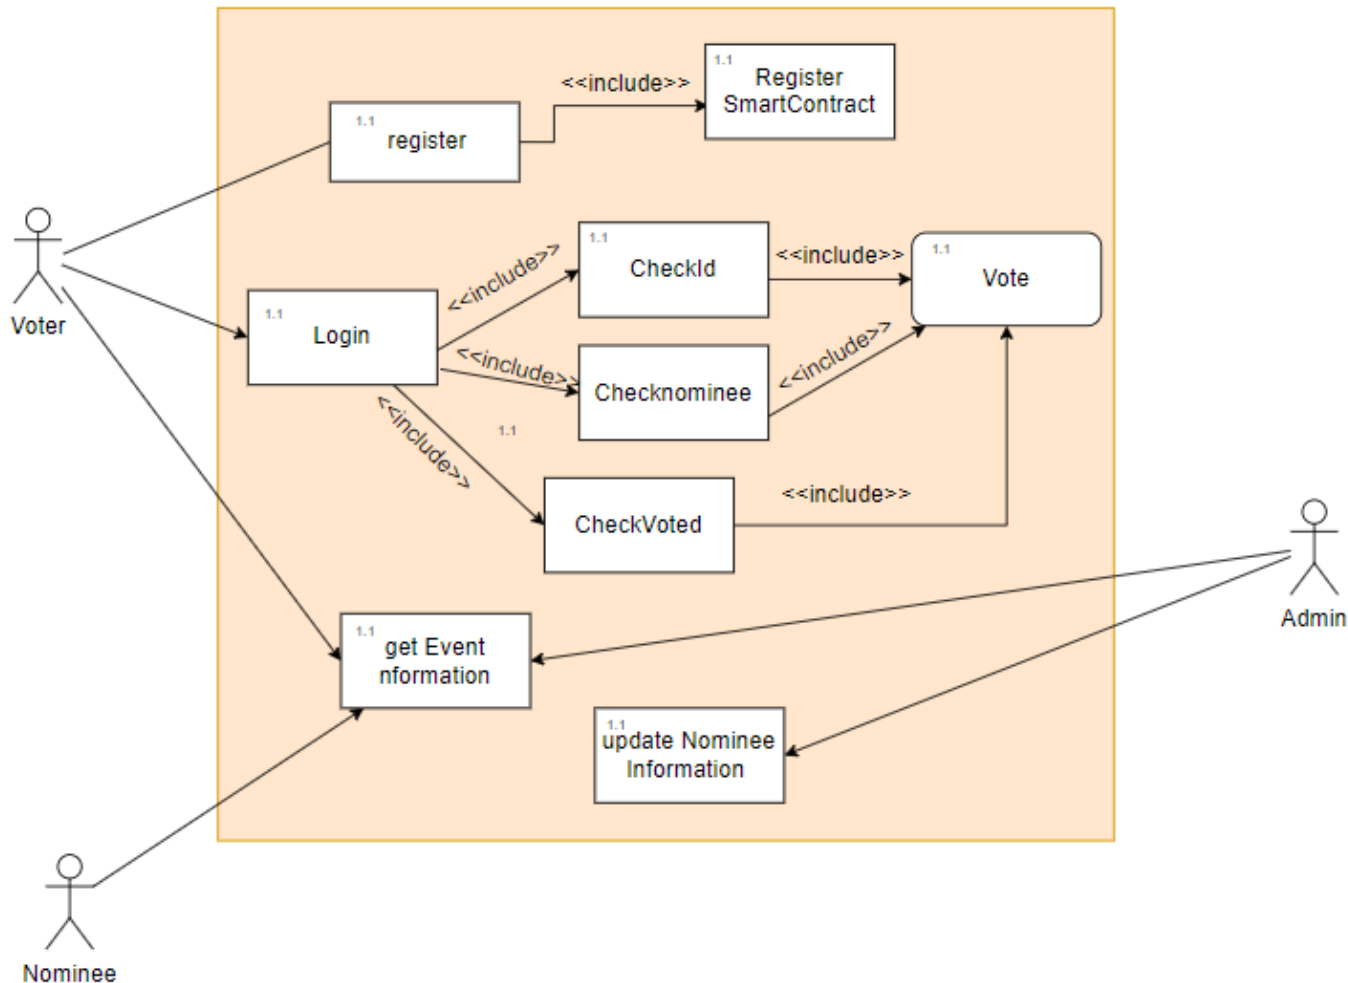 1.1
Register
SmartContract
<<include>>
1.1
register
Voter
1.1
CheckId
<<include>>
<<include>>
1.1
Vote
1.1
Login
<<include>>
Checknominee
<<include>>
<<include>>
1.1
CheckVoted
<<include>>
Admin
1.1
get Event
nformation
1.1
update Nominee
Information
Nominee